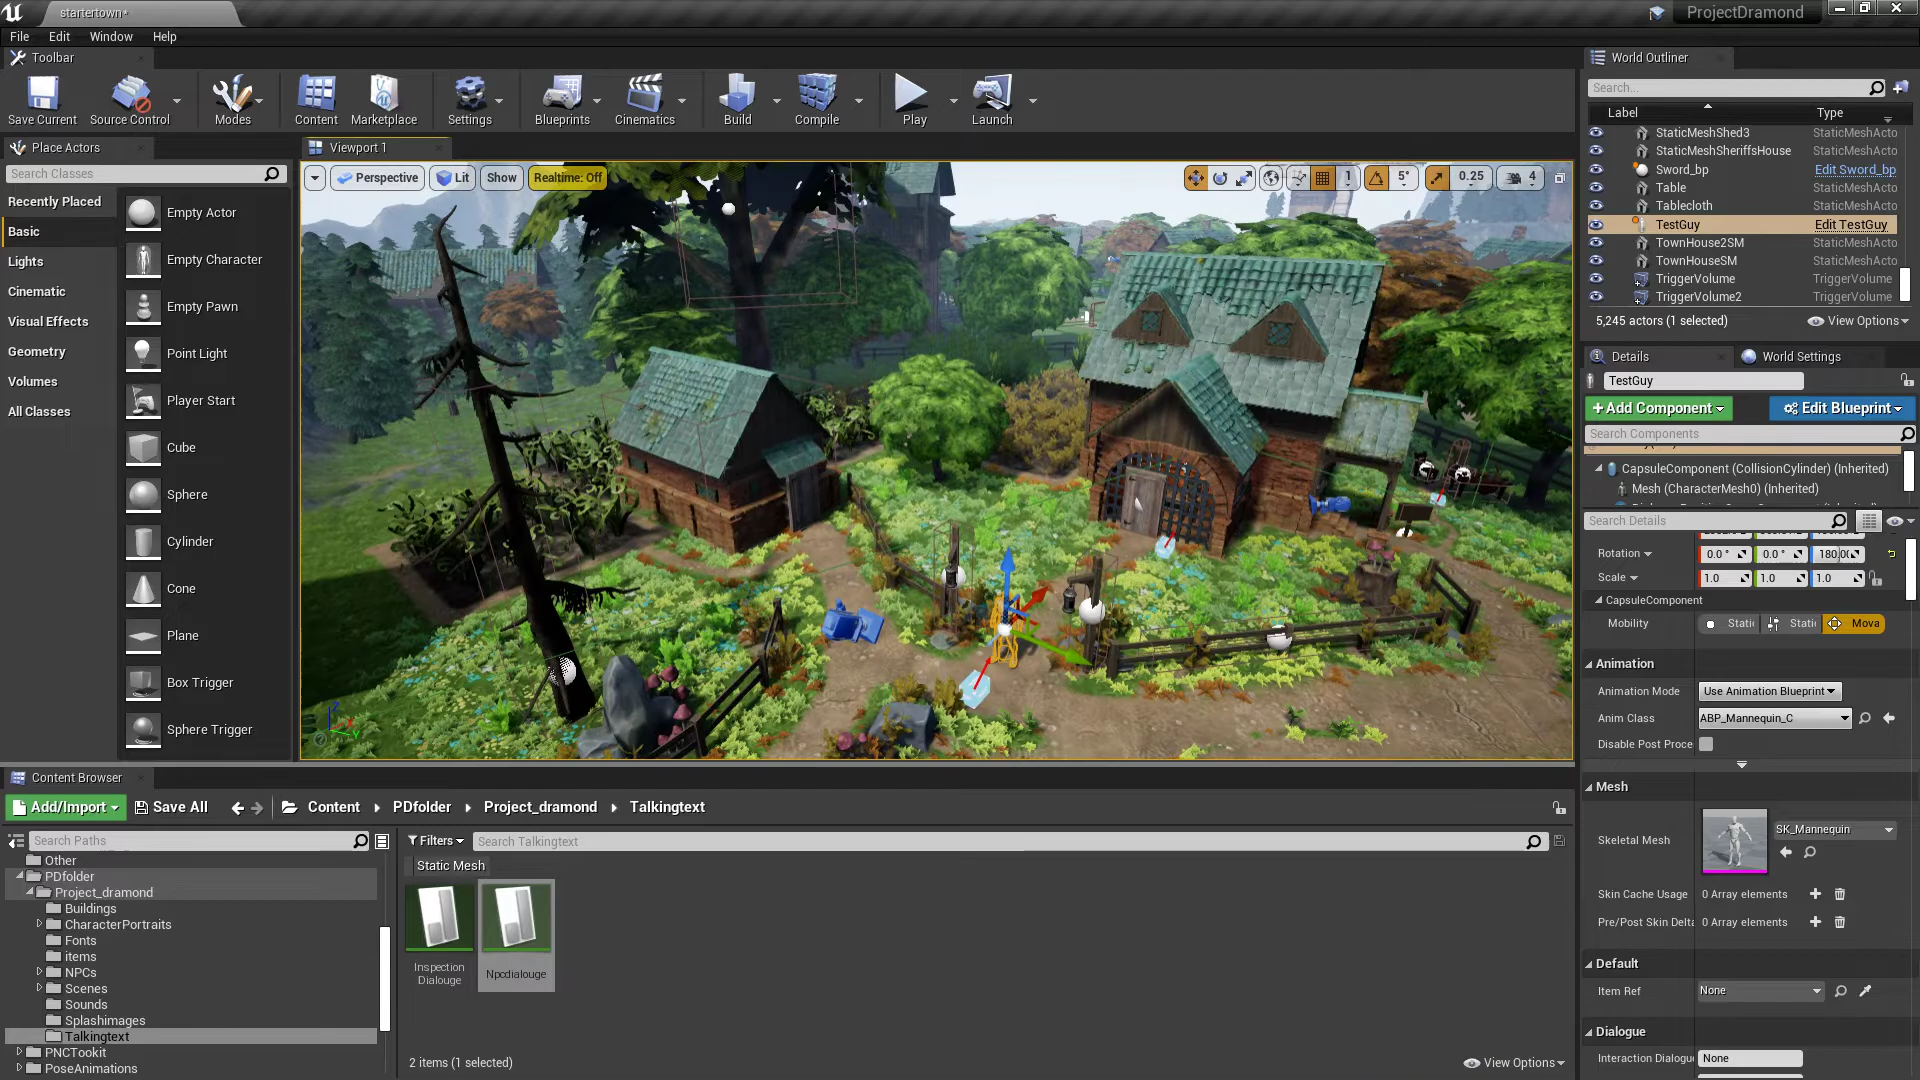 startertown*
ProjectDramond
File Edit Window Help
Toolbar
Save Current
Source Control
Modes
Content
Marketplace
Settings
Blueprints
Cinematics
Build
Compile
Play
Launch
Place Actors
Search Classes
Recently Placed
Basic
Lights
Cinematic
Visual Effects
Geometry
Volumes
All Classes
Empty Actor
Empty Character
Empty Pawn
Point Light
Player Start
Cube
Sphere
Cylinder
Cone
Plane
Box Trigger
Sphere Trigger
Viewport 1
Perspective Lit Show Realtime: Off
1 5° 0.25 4
World Outliner
Search...
Label Type
StaticMeshShed3 StaticMeshActo
StaticMeshSheriffsHouse StaticMeshActo
Sword_bp Edit Sword_bp
Table StaticMeshActo
Tablecloth StaticMeshActo
TestGuy Edit TestGuy
TownHouse2SM StaticMeshActo
TownHouseSM StaticMeshActo
TriggerVolume TriggerVolume
TriggerVolume2 TriggerVolume
5,245 actors (1 selected) View Options
Details World Settings
TestGuy
+Add Component Edit Blueprint
Search Components
CapsuleComponent (CollisionCylinder) (Inherited)
Mesh (CharacterMesh0) (Inherited)
Search Details
Rotation 0.0° 0.0° 180.0(
Scale 1.0 1.0 1.0
CapsuleComponent
Mobility Stati Stati Mova
Animation
Animation Mode Use Animation Blueprint
Anim Class ABP_Mannequin_C
Disable Post Proce
Mesh
Skeletal Mesh SK_Mannequin
Skin Cache Usage 0 Array elements
Pre/Post Skin Delta 0 Array elements
Default
Item Ref None
Dialogue
Interaction Dialogu None
Content Browser
Add/Import Save All Content PDfolder Project_dramond Talkingtext
Search Paths
Other
PDfolder
Project_dramond
Buildings
CharacterPortraits
Fonts
items
NPCs
Scenes
Sounds
Splashimages
Talkingtext
PNCTookit
PoseAnimations
Filters Search Talkingtext
Static Mesh
Inspection
Dialouge
Npcdialouge
2 items (1 selected) View Options